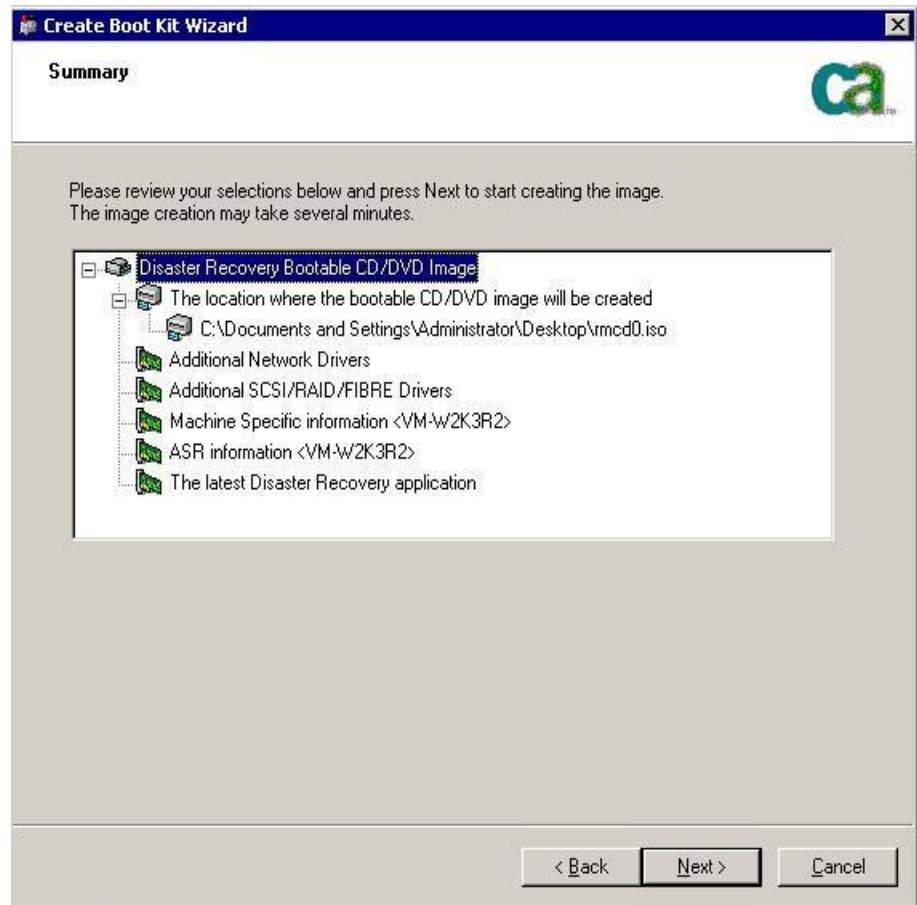 Create Boot Kit Wizard
Summary
ca
Please review your selections below and press Next to start creating the image.
The image creation may take several minutes.
Disaster Recovery Bootable CD/DVD Image
The location where the bootable CD/DVD image will be created
C:\Documents and Settings\Administrator\Desktop\rmcd0.iso
Additional Network Drivers
Additional SCSI/RAID/FIBRE Drivers
Machine Specific information <VM-W2K3R2>
ASR information <VM-W2K3R2>
The latest Disaster Recovery application
< Back
Next >
Cancel